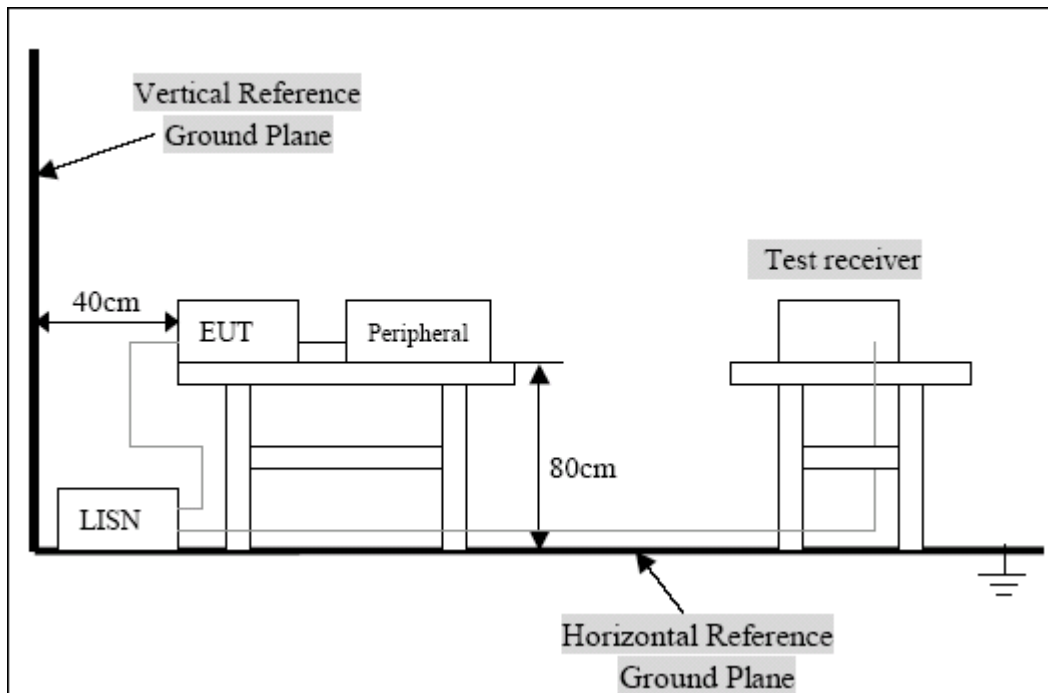 Vertical Reference
Ground Plane
Test receiver
40cm
EUT
Peripheral
80cm
LISN
Horizontal Reference
Ground Plane